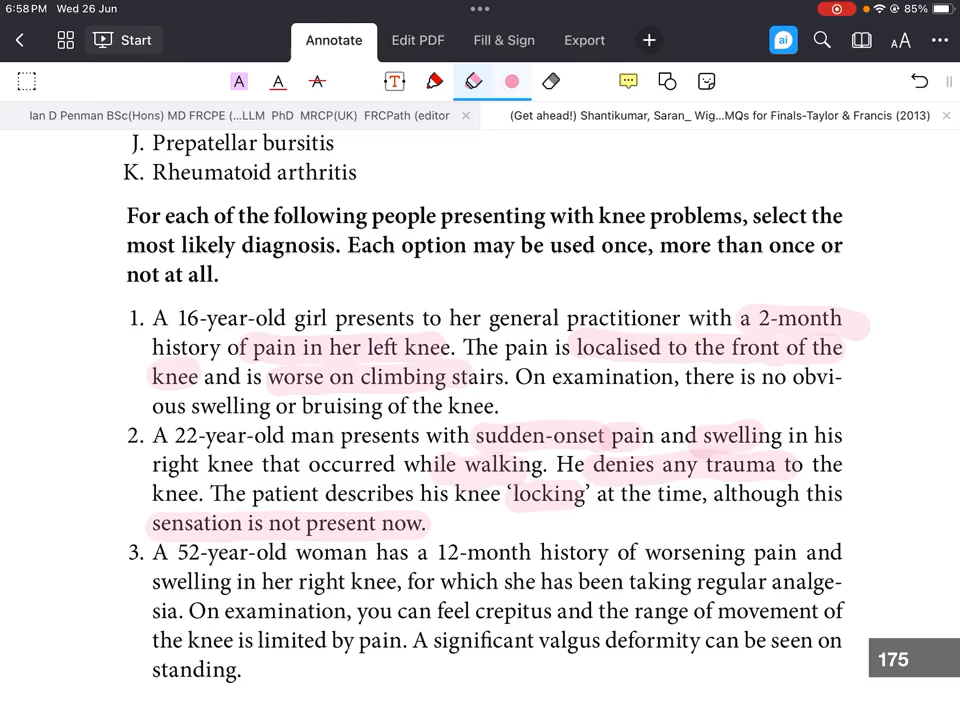 6:58 PM Wed 26 Jun
85%
Start
Annotate
Edit PDF
Fill & Sign
Export
ai
AA
A A A T
Ian D Penman BSc(Hons) MD FRCPE (...LLM PhD MRCP(UK) FRCPath (editor
(Get ahead!) Shantikumar, Saran_ Wig...MQs for Finals-Taylor & Francis (2013)
J. Prepatellar bursitis
K. Rheumatoid arthritis
For each of the following people presenting with knee problems, select the
most likely diagnosis. Each option may be used once, more than once or
not at all.
1. A 16-year-old girl presents to her general practitioner with a 2-month
history of pain in her left knee. The pain is localised to the front of the
knee and is worse on climbing stairs. On examination, there is no obvi-
ous swelling or bruising of the knee.
2. A 22-year-old man presents with sudden-onset pain and swelling in his
right knee that occurred while walking. He denies any trauma to the
knee. The patient describes his knee ‘locking’ at the time, although this
sensation is not present now.
3. A 52-year-old woman has a 12-month history of worsening pain and
swelling in her right knee, for which she has been taking regular analge-
sia. On examination, you can feel crepitus and the range of movement of
the knee is limited by pain. A significant valgus deformity can be seen on
standing.
175